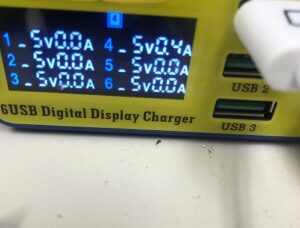 1 - 5v0.0A 4 - 5v0.4A
2 - 5v0.0A 5 - 5v0.0A
3 - 5v0.0A 6 - 5v0.0A
USB 2
USB 3
6USB Digital Display Charger